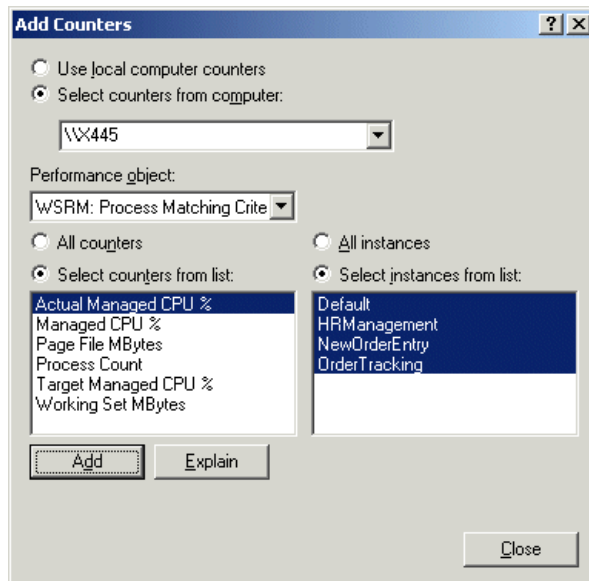 Add Counters
Use local computer counters
Select counters from computer:
\\X445
Performance object:
WSRM: Process Matching Crite
All counters
All instances
Select counters from list:
Select instances from list:
Actual Managed CPU %
Managed CPU %
Page File MBytes
Process Count
Target Managed CPU %
Working Set MBytes
Default
HRManagement
NewOrderEntry
OrderTracking
Add
Explain
Close